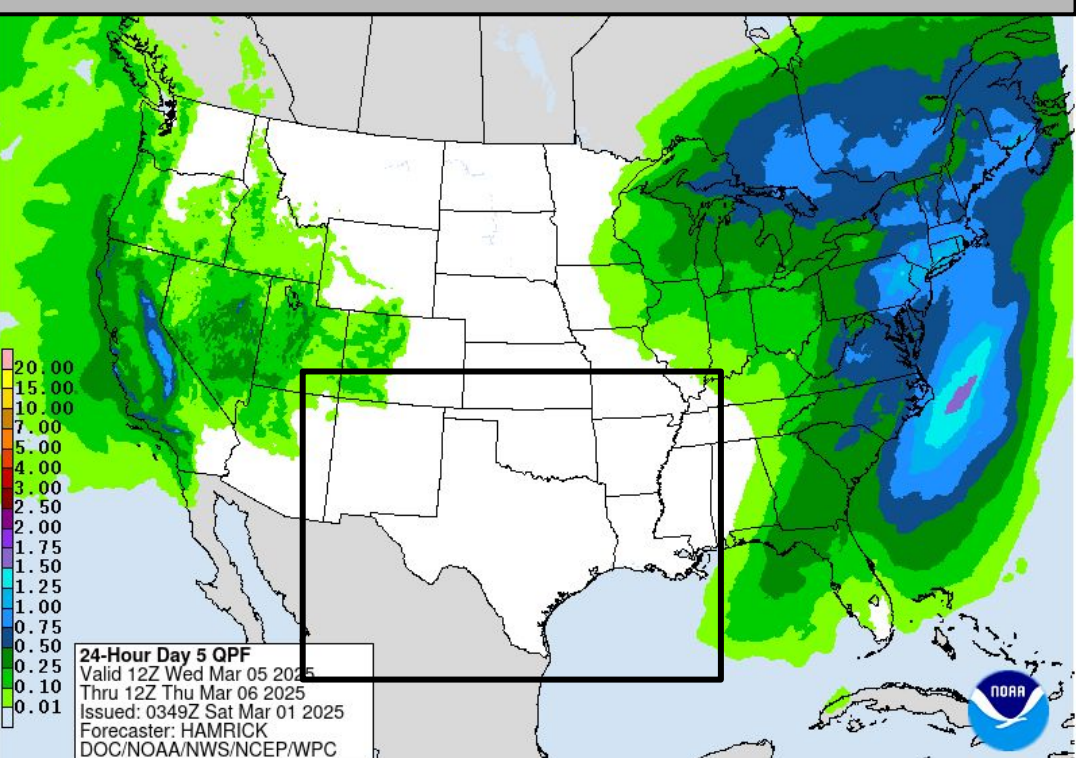 20.00
15.00
10.00
7.00
5.00
4.00
3.00
2.50
2.00
1.75
1.50
1.25
1.00
0.75
0.50
0.25
0.10
0.01
24-Hour Day 5 QPF
Valid 12Z Wed Mar 05 2025
Thru 12Z Thu Mar 06 2025
Issued: 0349Z Sat Mar 01 2025
Forecaster: HAMRICK
DOC/NOAA/NWS/NCEP/WPC
NOAA